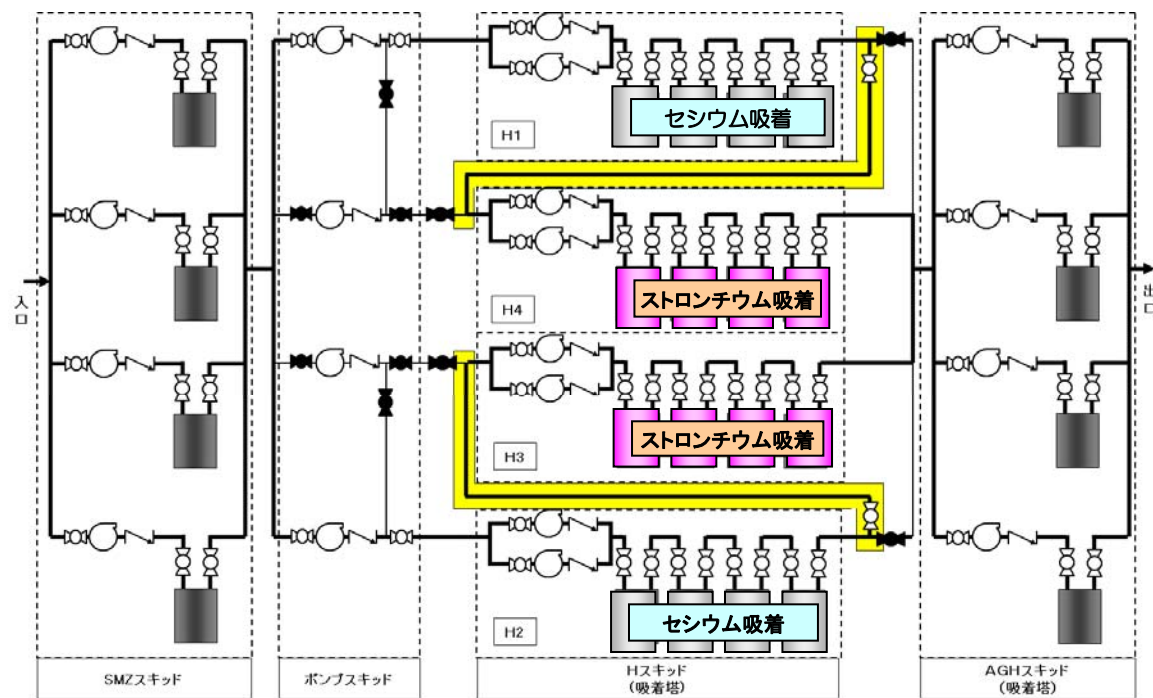 セシウム吸着
H1
入口
ストロンチウム吸着
H4
出口
ストロンチウム吸着
H3
セシウム吸着
H2
SMZスキッド
ポンプスキッド
Hスキッド
(吸着塔)
AGHスキッド
(吸着塔)